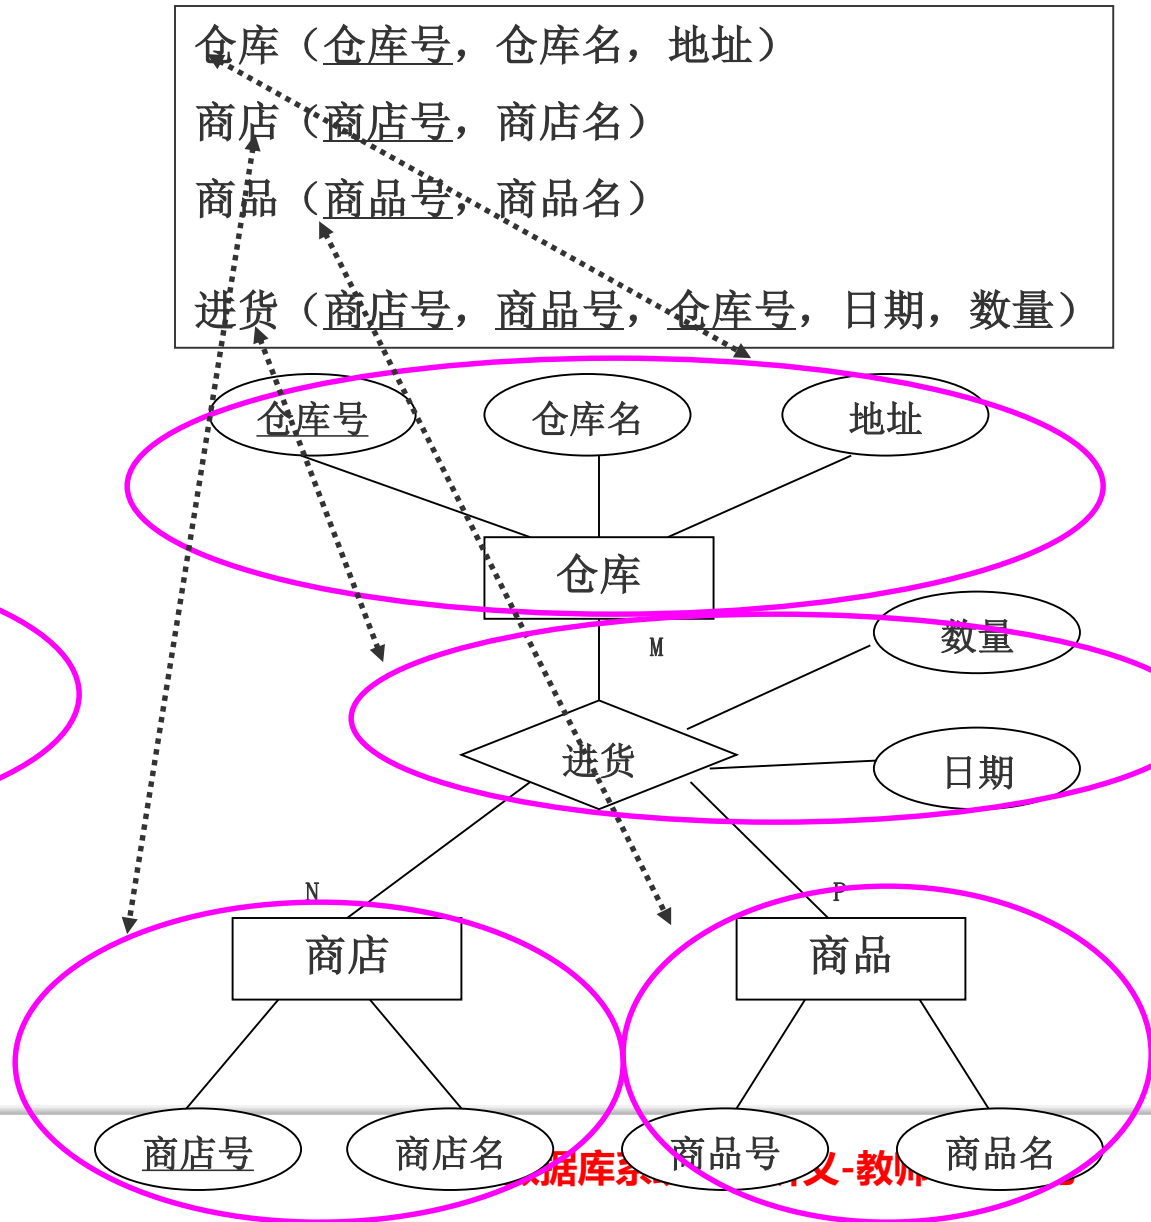 仓库（仓库号，仓库名，地址）
商店（商店号，商店名）
商品（商品号，商品名）
进货（商店号，商品号，仓库号，日期，数量）
仓库号 仓库名 地址
仓库
M
数量
进货
日期
N P
商店 商品
商店号 商店名 商品号 商品名
据库系 义-教师